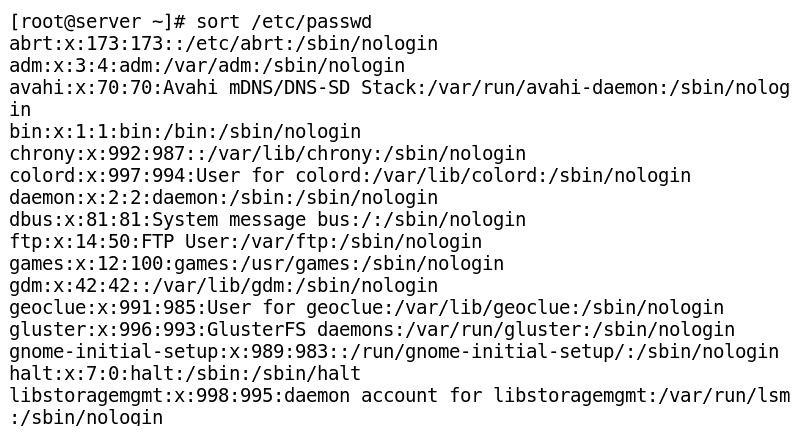 [root@server ~]# sort /etc/passwd
abrt:x:173:173::/etc/abrt:/sbin/nologin
adm:x:3:4:adm:/var/adm:/sbin/nologin
avahi:x:70:70:Avahi mDNS/DNS-SD Stack:/var/run/avahi-daemon:/sbin/nolog
in
bin:x:1:1:bin:/bin:/sbin/nologin
chrony:x:992:987::/var/lib/chrony:/sbin/nologin
colord:x:997:994:User for colord:/var/lib/colord:/sbin/nologin
daemon:x:2:2:daemon:/sbin:/sbin/nologin
dbus:x:81:81:System message bus:/:/sbin/nologin
ftp:x:14:50:FTP User:/var/ftp:/sbin/nologin
games:x:12:100:games:/usr/games:/sbin/nologin
gdm:x:42:42::/var/lib/gdm:/sbin/nologin
geoclue:x:991:985:User for geoclue:/var/lib/geoclue:/sbin/nologin
gluster:x:996:993:GlusterFS daemons:/var/run/gluster:/sbin/nologin
gnome-initial-setup:x:989:983::/run/gnome-initial-setup/:/sbin/nologin
halt:x:7:0:halt:/sbin:/sbin/halt
libstoragemgmt:x:998:995:daemon account for libstoragemgmt:/var/run/lsm
:/sbin/nologin